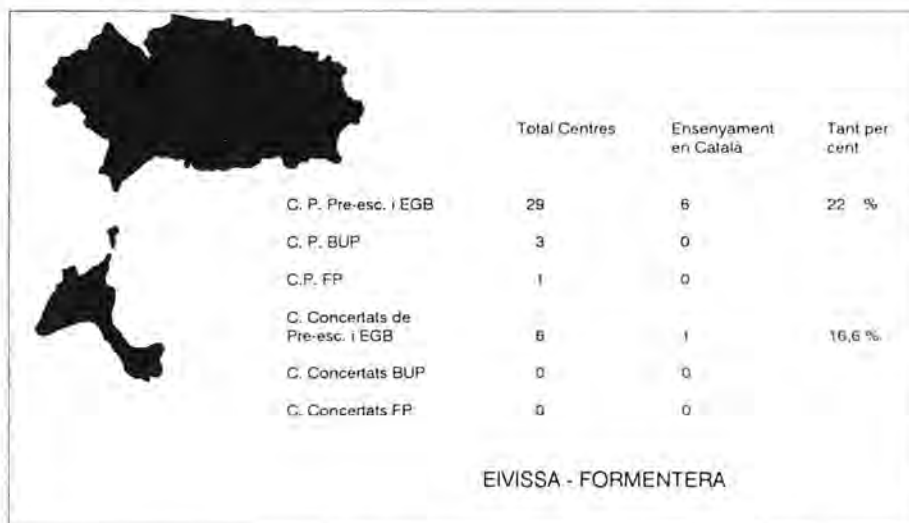 Total Centres Ensenyament en Català Tant per cent
C. P. Pre-esc. i EGB 29 6 22 %
C. P. BUP 3 0
C.P. FP 1 0
C. Concertats de
Pre-esc. i EGB 6 1 16,6 %
C. Concertats BUP 0 0
C. Concertats FP 0 0
EIVISSA - FORMENTERA